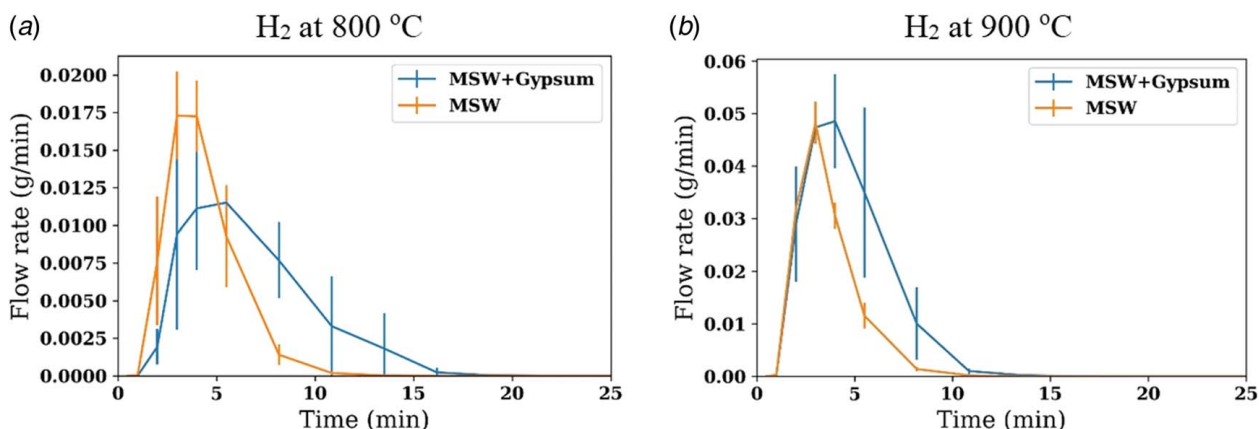 (a) H₂ at 800 °C
MSW+Gypsum
MSW
0.0200
0.0175
0.0150
0.0125
0.0100
0.0075
0.0050
0.0025
0.0000
Flow rate (g/min)
0 5 10 15 20 25
Time (min)
(b) H₂ at 900 °C
MSW+Gypsum
MSW
0.06
0.05
0.04
0.03
0.02
0.01
0.00
Flow rate (g/min)
0 5 10 15 20 25
Time (min)